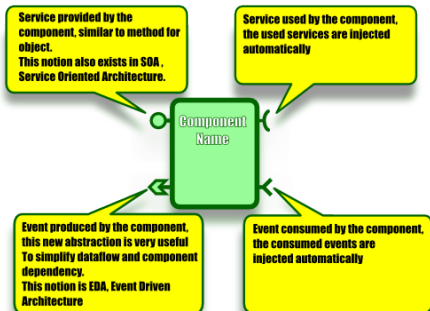 Service provided by the
component, similar to method for
object.
This notion also exists in SOA ,
Service Oriented Architecture.
Service used by the component,
the used services are injected
automatically
Component
Name
Event produced by the component,
this new abstraction is very useful
To simplify dataflow and component
dependency.
This notion is EDA, Event Driven
Architecture
Event consumed by the component,
the consumed events are
injected automatically